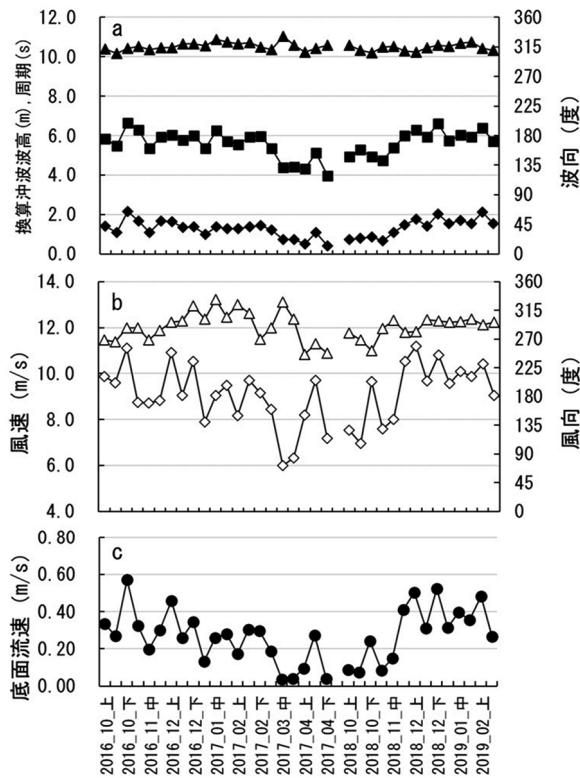 a
12.0
10.0
8.0
6.0
4.0
2.0
0.0
換算沖波波高(m),周期(s)
360
315
270
225
180
135
90
45
0
波向 (度)
b
14.0
12.0
10.0
8.0
6.0
4.0
風速 (m/s)
360
315
270
225
180
135
90
45
0
風向 (度)
c
0.80
0.60
0.40
0.20
0.00
底面流速 (m/s)
2016_10_上
2016_10_下
2016_11_中
2016_12_上
2016_12_下
2017_01_中
2017_02_上
2017_02_下
2017_03_中
2017_04_上
2017_04_下
2018_10_上
2018_10_下
2018_11_中
2018_12_上
2018_12_下
2019_01_中
2019_02_上